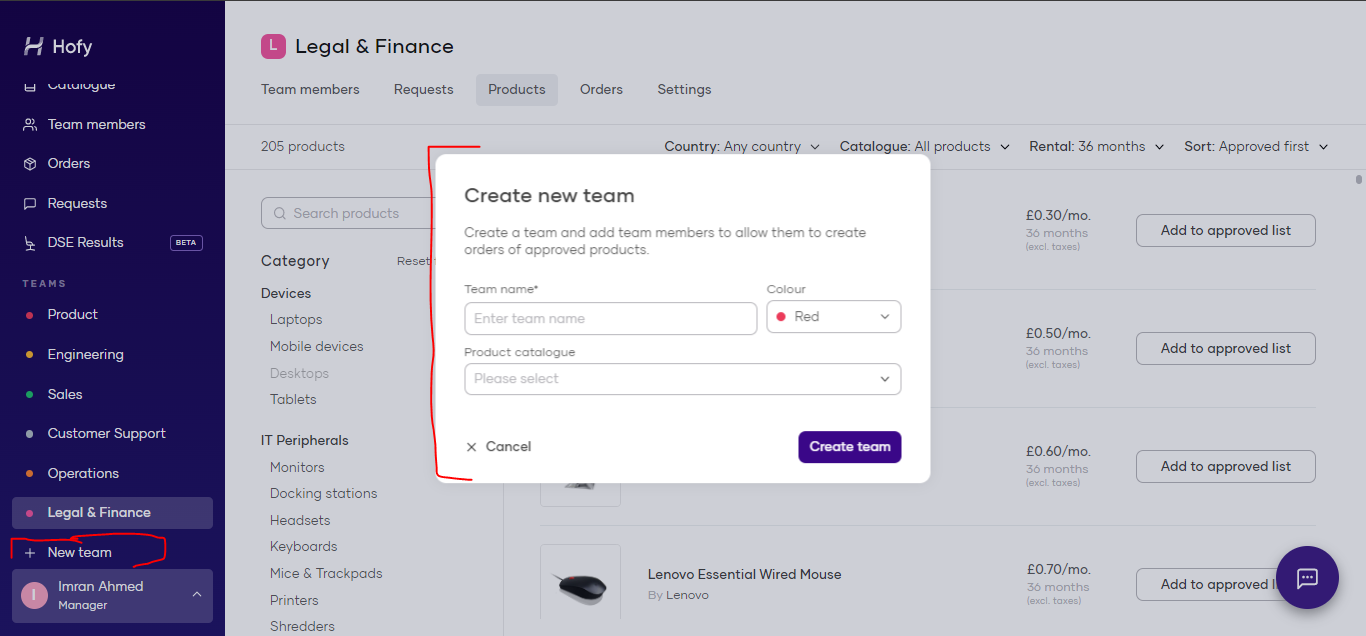 Hofy
Catalogue
Team members
Orders
Requests
DSE Results BETA
TEAMS
Product
Engineering
Sales
Customer Support
Operations
Legal & Finance
+ New team
I Imran Ahmed
Manager
L Legal & Finance
Team members Requests Products Orders Settings
205 products Country: Any country Catalogue: All products Rental: 36 months Sort: Approved first
Search products
Category Reset
Devices
Laptops
Mobile devices
Desktops
Tablets
IT Peripherals
Monitors
Docking stations
Headsets
Keyboards
Mice & Trackpads
Printers
Shredders
Create new team
Create a team and add team members to allow them to create
orders of approved products.
Team name* Colour
Enter team name Red
Product catalogue
Please select
Cancel Create team
£0.30/mo.
36 months
(excl. taxes)
Add to approved list
£0.50/mo.
36 months
(excl. taxes)
Add to approved list
£0.60/mo.
36 months
(excl. taxes)
Add to approved list
Lenovo Essential Wired Mouse
By Lenovo
£0.70/mo.
36 months
(excl. taxes)
Add to approved